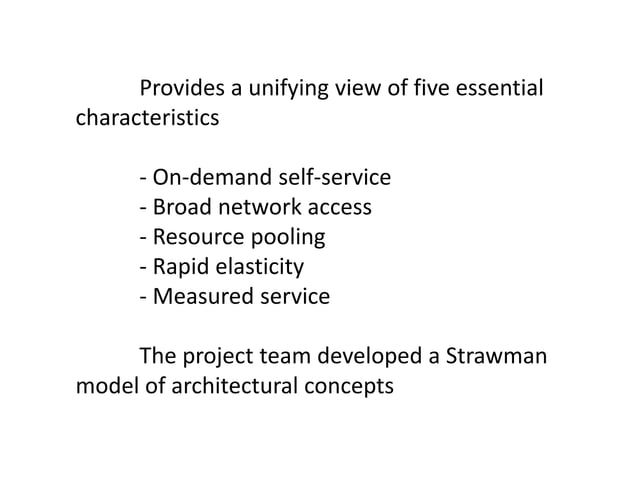 Provides a unifying view of five essential
characteristics
- On-demand self-service
- Broad network access
- Resource pooling
- Rapid elasticity
- Measured service
The project team developed a Strawman
model of architectural concepts